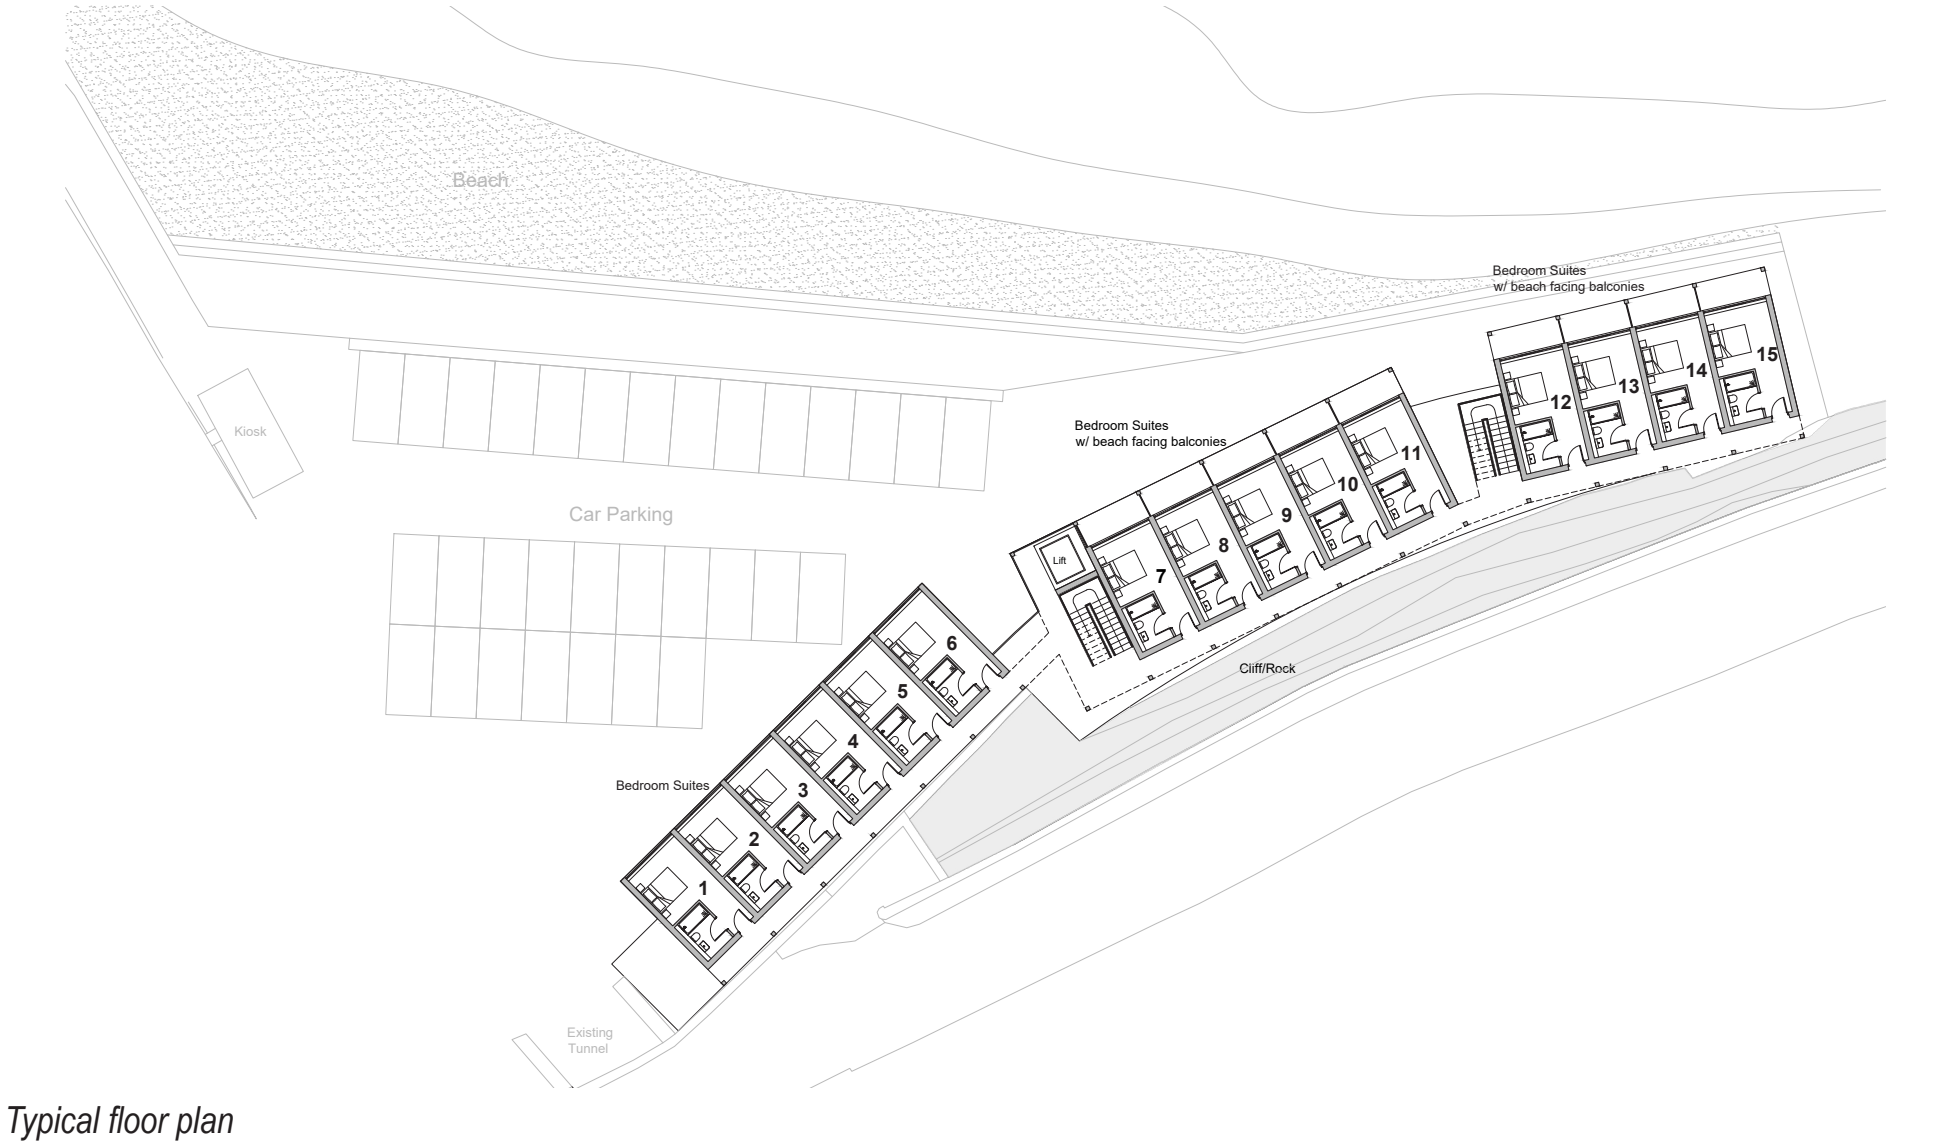 Beach
Bedroom Suites
w/ beach facing balconies
15
14
13
12
Kiosk
Bedroom Suites
w/ beach facing balconies
11
10
9
8
7
Lift
Car Parking
Cliff/Rock
6
5
4
3
2
1
Bedroom Suites
Existing
Tunnel
Typical floor plan